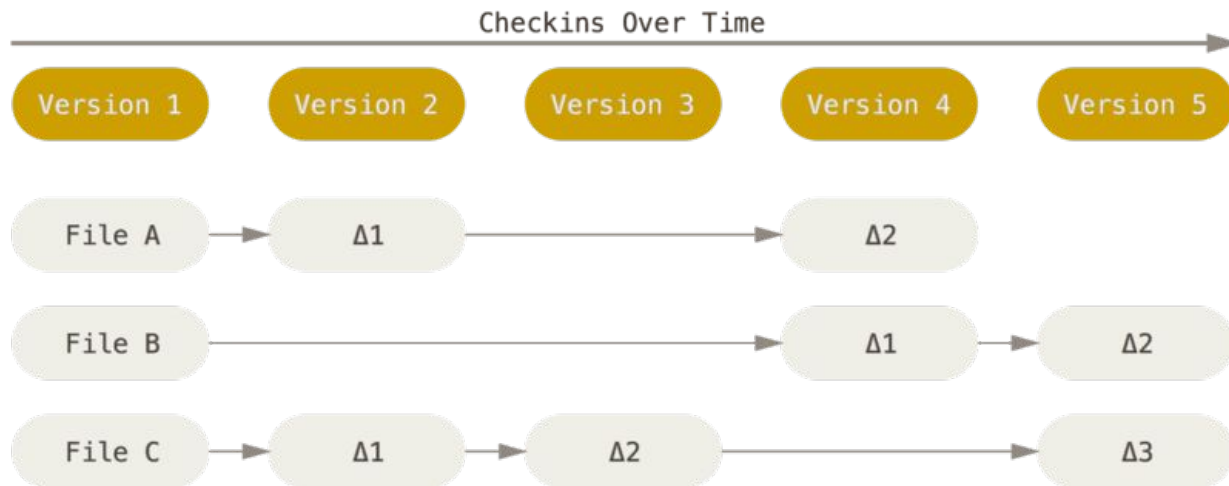 Checkins Over Time
Version 1 Version 2 Version 3 Version 4 Version 5
File A Δ1 Δ2
File B Δ1 Δ2
File C Δ1 Δ2 Δ3